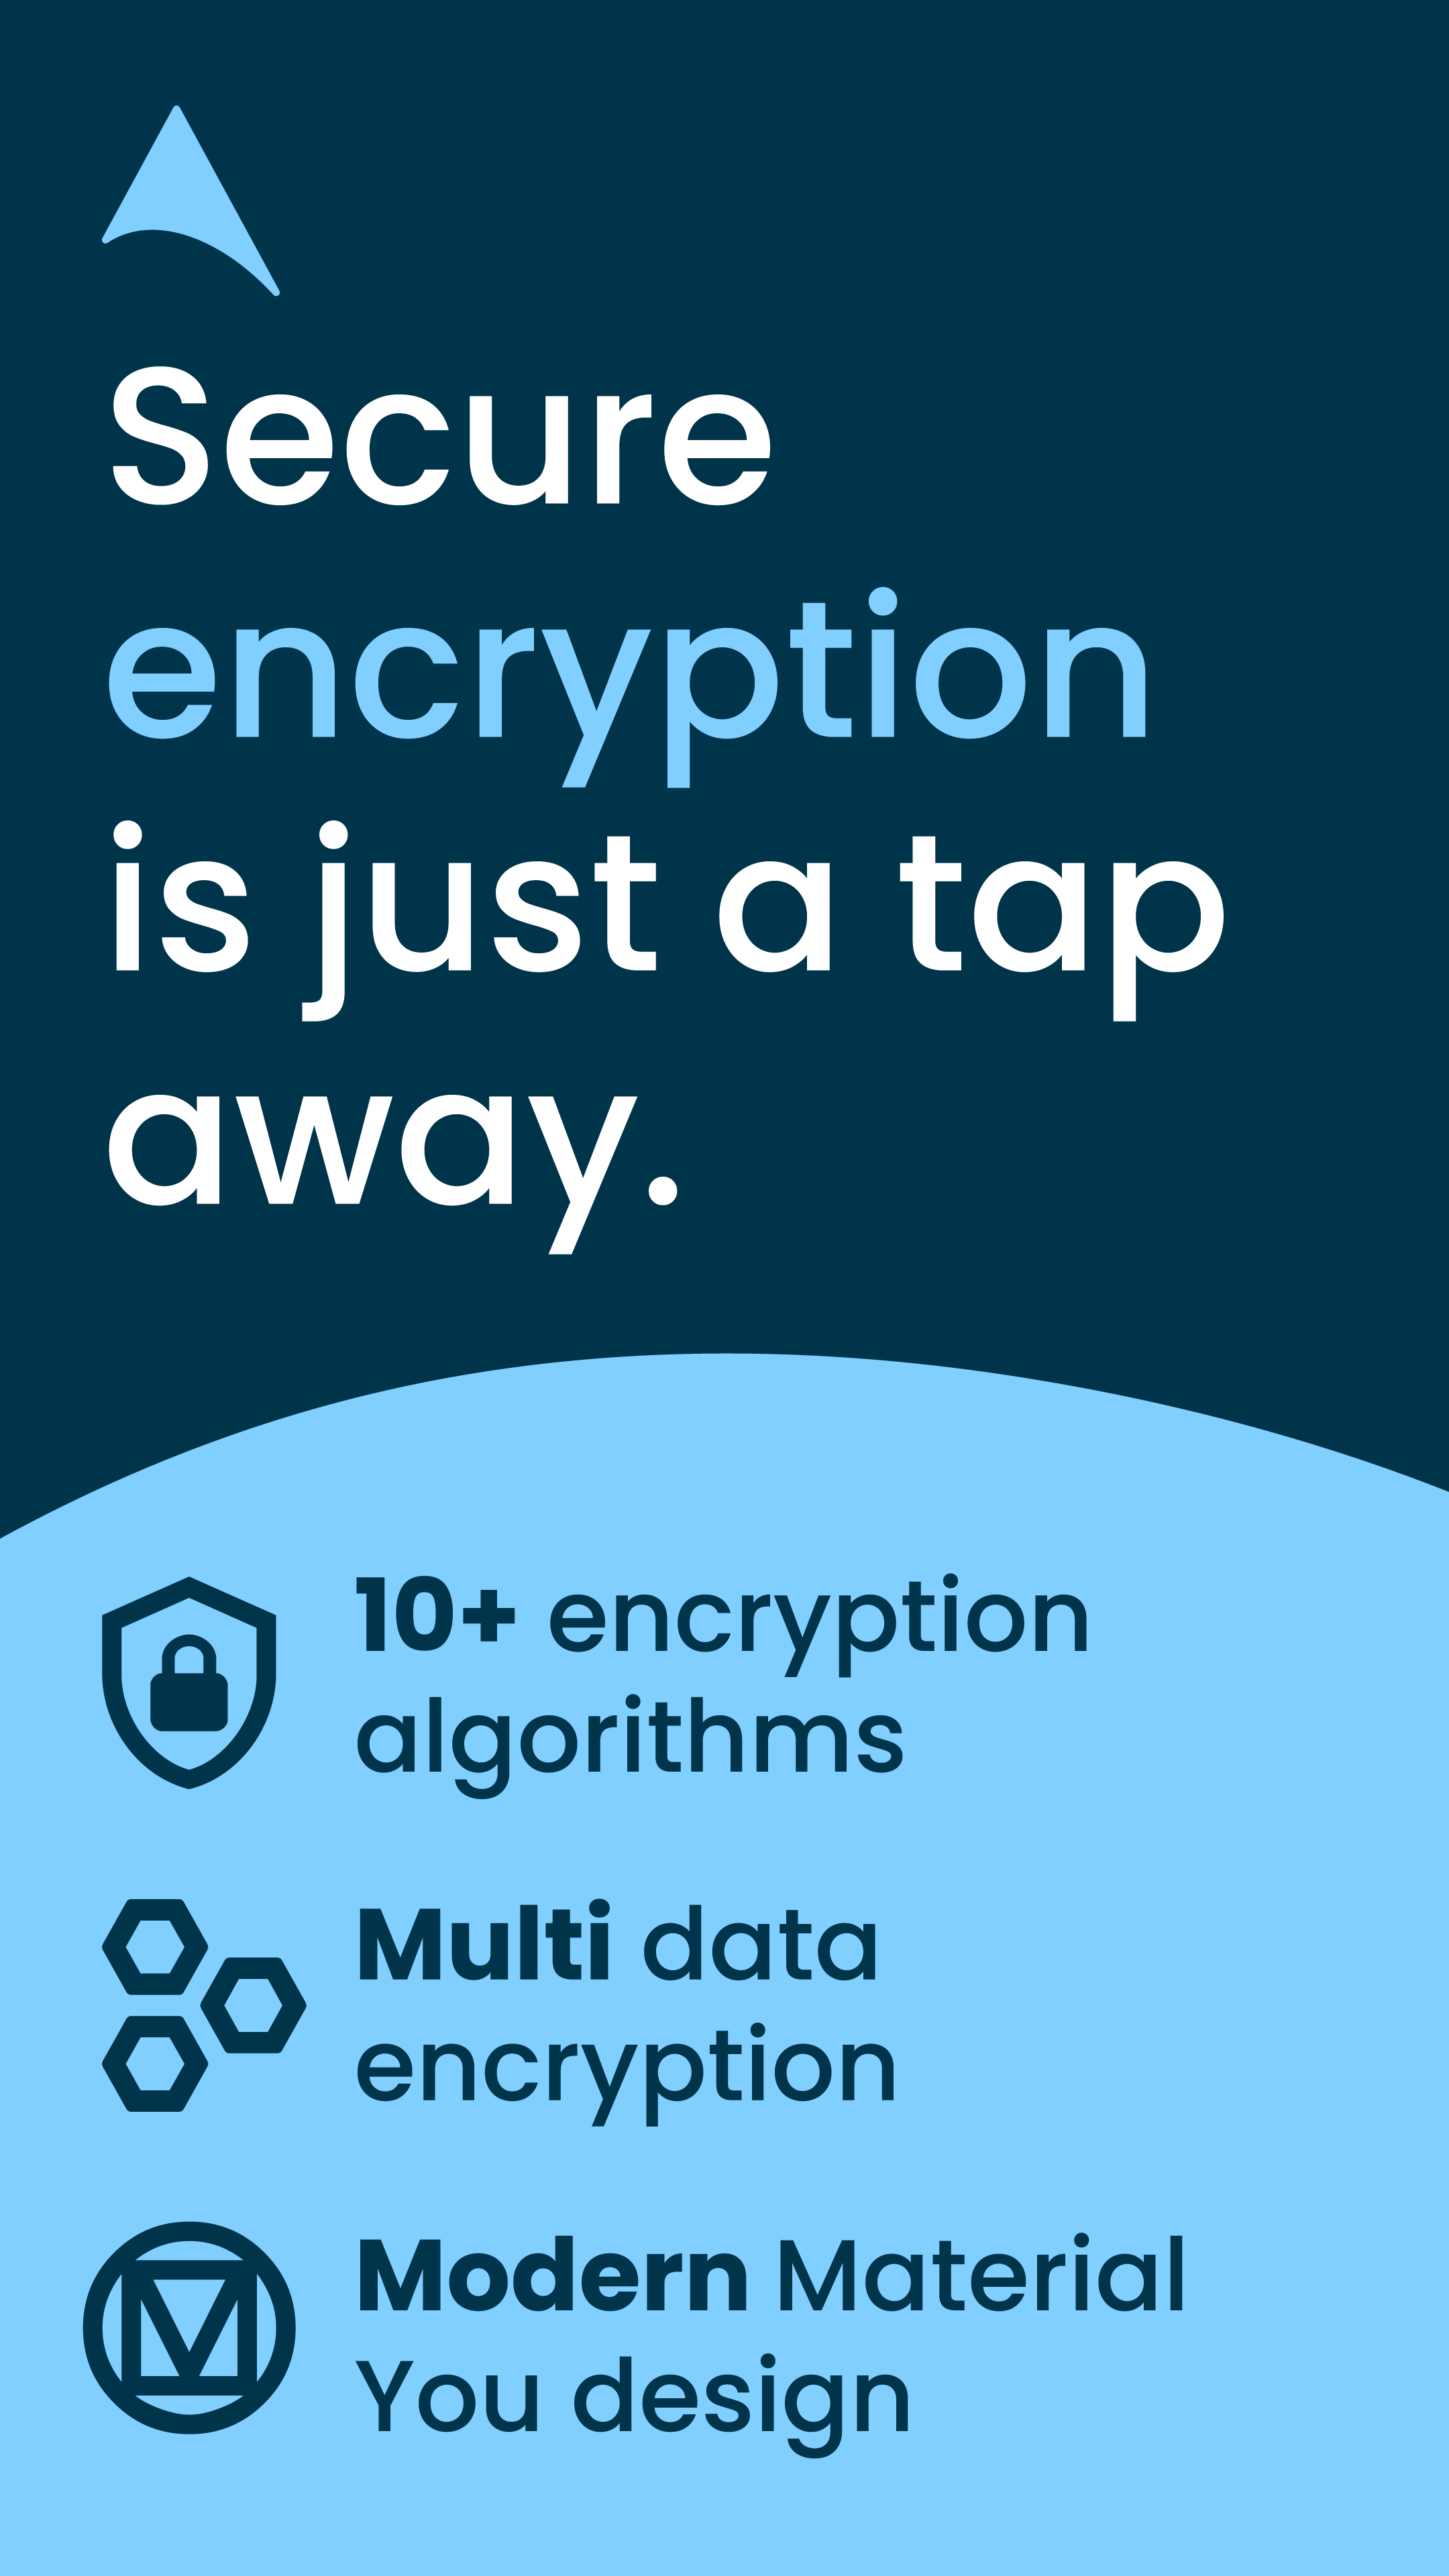 Secure
encryption
is just a tap
away.
10+ encryption
algorithms
Multi data
encryption
Modern Material
You design